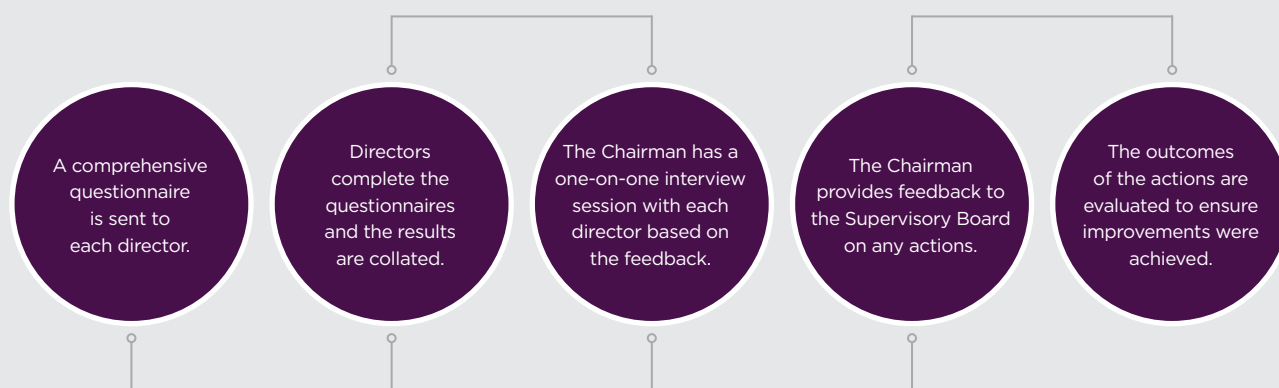 A comprehensive
questionnaire
is sent to
each director.
Directors
complete the
questionnaires
and the results
are collated.
The Chairman has a
one-on-one interview
session with each
director based on
the feedback.
The Chairman
provides feedback to
the Supervisory Board
on any actions.
The outcomes
of the actions are
evaluated to ensure
improvements were
achieved.